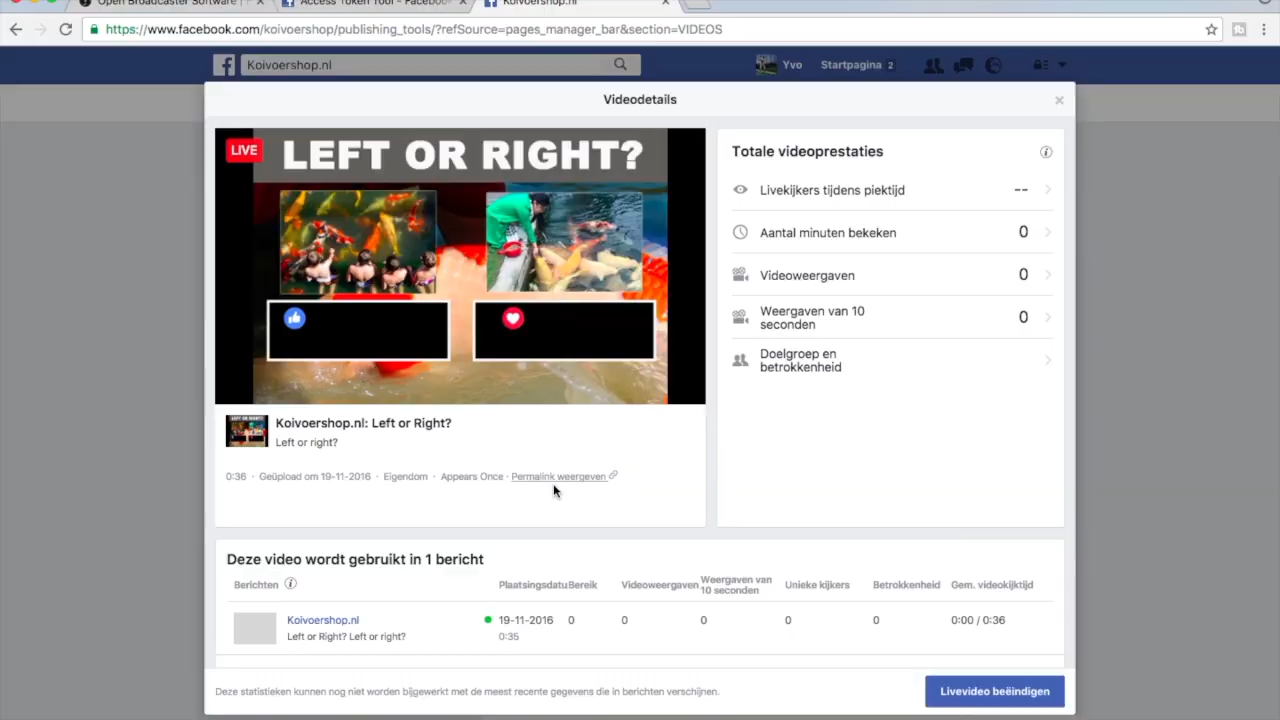 Open Broadcaster Software
Access Token Tool - Facebook
Koivoershop.nl
https://www.facebook.com/koivoershop/publishing_tools/?refSource=pages_manager_bar&section=VIDEOS
Koivoershop.nl
Yvo
Startpagina 2
Videodetails
LIVE
LEFT OR RIGHT?
Koivoershop.nl: Left or Right?
Left or right?
0:36 · Geüpload om 19-11-2016 · Eigendom · Appears Once · Permalink weergeven
Totale videoprestaties
Livekijkers tijdens piektijd --
Aantal minuten bekeken 0
Videoweergaven 0
Weergaven van 10
seconden 0
Doelgroep en
betrokkenheid
Deze video wordt gebruikt in 1 bericht
Berichten Plaatsingsdatu Bereik Videoweergaven Weergaven van
10 seconden Unieke kijkers Betrokkenheid Gem. videokijktijd
Koivoershop.nl 19-11-2016 0 0 0 0 0 0:00 / 0:36
Left or Right? Left or right? 0:35
Deze statistieken kunnen nog niet worden bijgewerkt met de meest recente gegevens die in berichten verschijnen.
Livevideo beëindigen